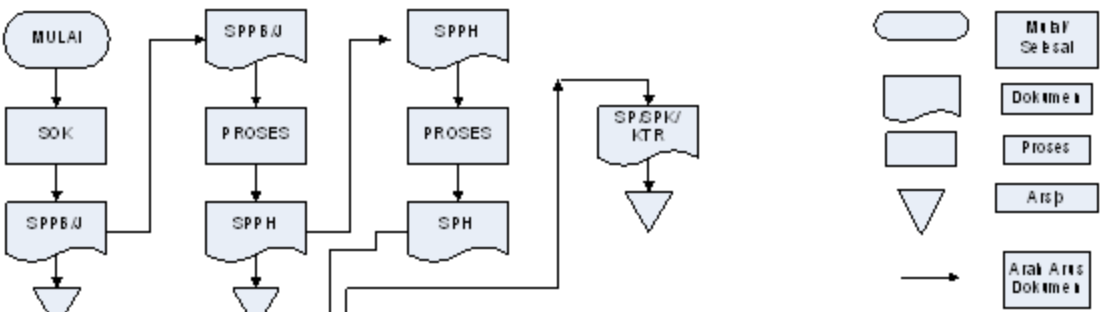 MULAI
SOK
SPPB/J
SPPB/J
PROSES
SPPH
SPPH
PROSES
SPH
SP/SPK/
KTR
Mulai/
Selesai
Dokumen
Proses
Arsip
Arah Arus
Dokumen